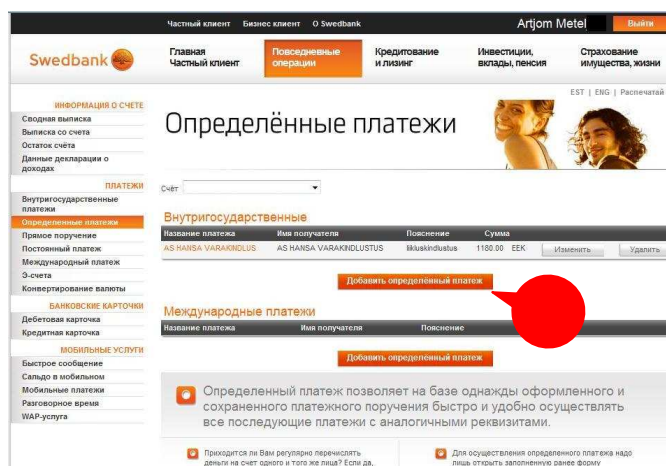 Частный клиент Бизнес клиент О Swedbank
Artjom Metel
Выйти
Swedbank
Главная
Частный клиент
Повседневные
операции
Кредитование
и лизинг
Инвестиции,
вклады, пенсия
Страхование
имущества, жизни
EST | ENG | Распечатай
ИНФОРМАЦИЯ О СЧЕТЕ
Сводная выписка
Выписка со счета
Остаток счёта
Данные декларации о
доходах
ПЛАТЕЖИ
Внутригосударственные
платежи
Определенные платежи
Прямое поручение
Постоянный платеж
Международный платеж
Э-счета
Конвертирование валюты
БАНКОВСКИЕ КАРТОЧКИ
Дебетовая карточка
Кредитная карточка
МОБИЛЬНЫЕ УСЛУГИ
Быстрое сообщение
Сальдо в мобильном
Мобильные платежи
Разговорное время
WAP-услуга
Определённые платежи
Счёт
Внутригосударственные
Название платежа Имя получателя Пояснение Сумма
AS HANSA VARAKINDLUS AS HANSA VARAKINDLUSTUS liikluskindlustus 1180.00 EEK Изменить Удалить
Добавить определённый платеж
Международные платежи
Название платежа Имя получателя Пояснение
Добавить определённый платеж
Определенный платеж позволяет на базе однажды оформленного и
сохраненного платежного поручения быстро и удобно осуществлять
все последующие платежи с аналогичными реквизитами.
Приходится ли Вам регулярно перечислять
деньги на счет одного и того же лица? Если да,
Для осуществления определенного платежа надо
лишь открыть заполненную ранее форму